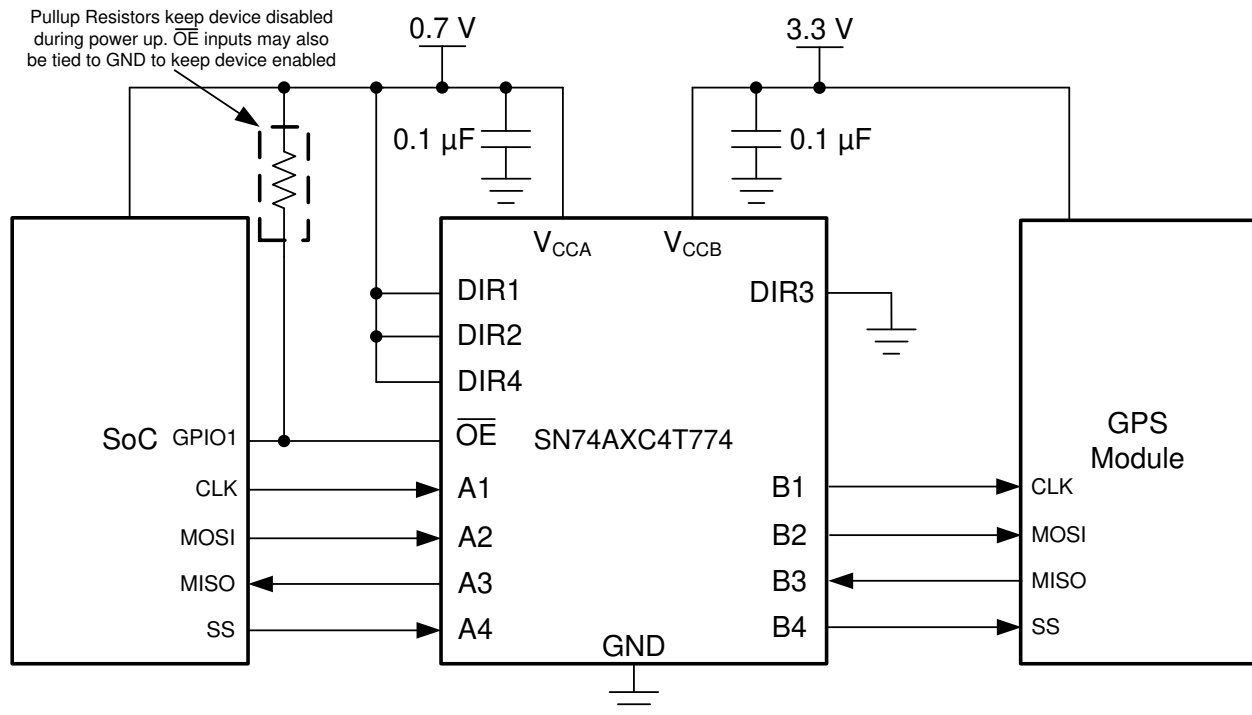 Pullup Resistors keep device disabled
during power up. O̅E̅ inputs may also
be tied to GND to keep device enabled
0.7 V
3.3 V
0.1 µF
0.1 µF
VCCA
VCCB
DIR1
DIR3
DIR2
DIR4
SoC
GPIO1
O̅E̅
SN74AXC4T774
GPS
Module
CLK
A1
B1
CLK
MOSI
A2
B2
MOSI
MISO
A3
B3
MISO
SS
A4
B4
SS
GND